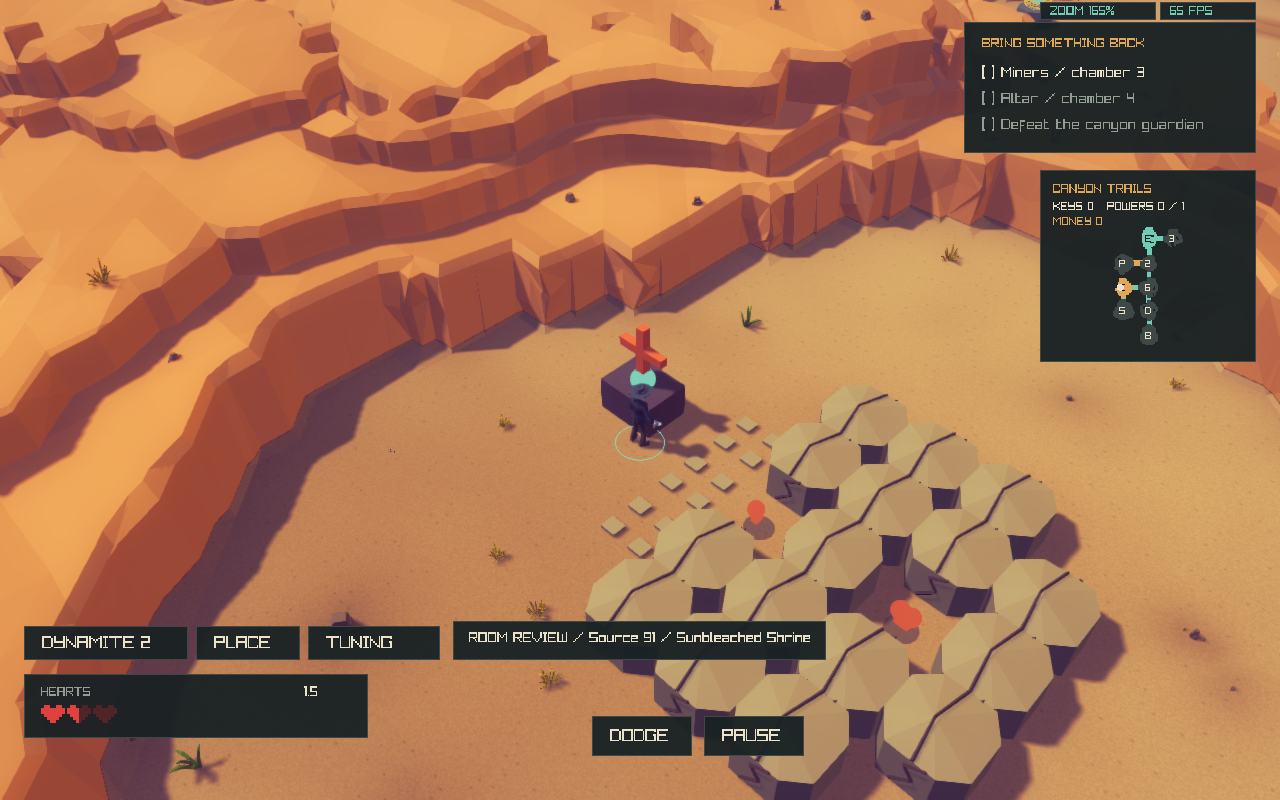 ZOOM 165%
65 FPS
BRING SOMETHING BACK
[ ] Miners / chamber 3
[ ] Altar / chamber 4
[ ] Defeat the canyon guardian
CANYON TRAILS
KEYS 0 POWERS 0 / 1
MONEY 0
3
P 2
6
S 0
B
DYNAMITE 2
PLACE
TUNING
ROOM REVIEW / Source 91 / Sunbleached Shrine
HEARTS
1.5
DODGE
PAUSE